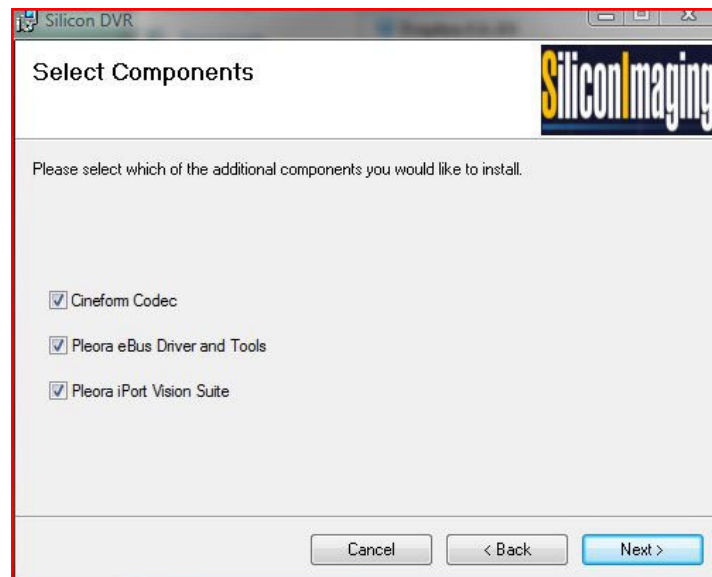 Silicon DVR
Select Components
SiliconImaging
Please select which of the additional components you would like to install.
Cineform Codec
Pleora eBus Driver and Tools
Pleora iPort Vision Suite
Cancel
< Back
Next >